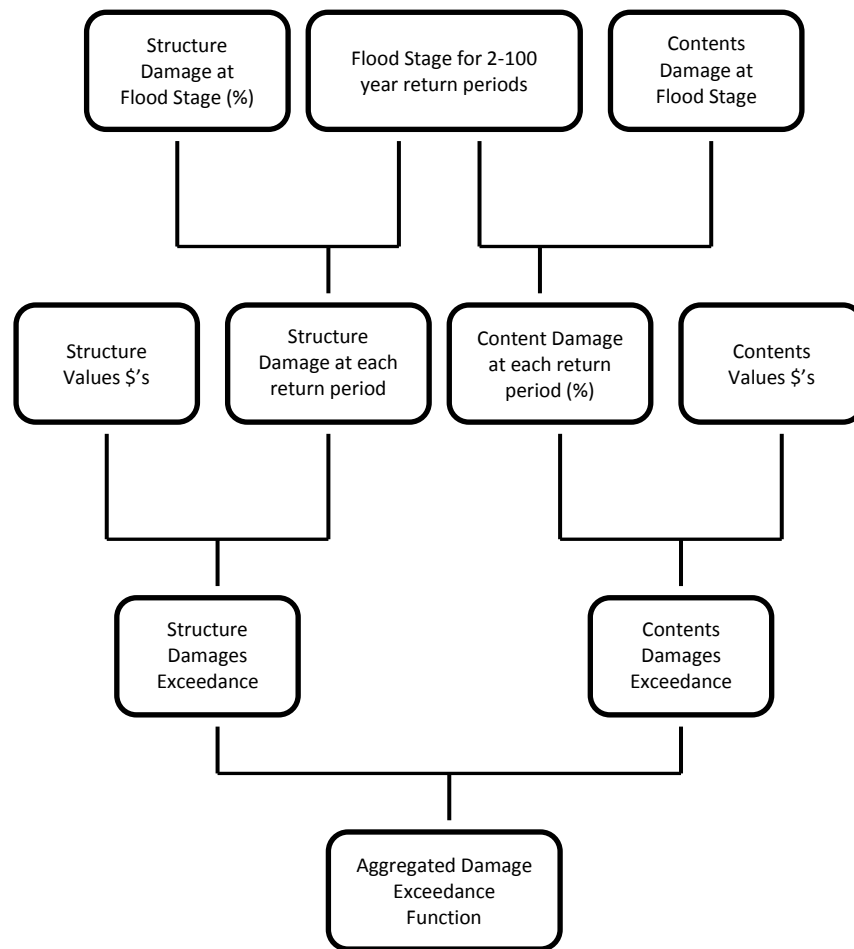 Structure
Damage at
Flood Stage (%)
Flood Stage for 2-100
year return periods
Contents
Damage at
Flood Stage
Structure
Values $'s
Structure
Damage at each
return period
Content Damage
at each return
period (%)
Contents
Values $'s
Structure
Damages
Exceedance
Contents
Damages
Exceedance
Aggregated Damage
Exceedance
Function